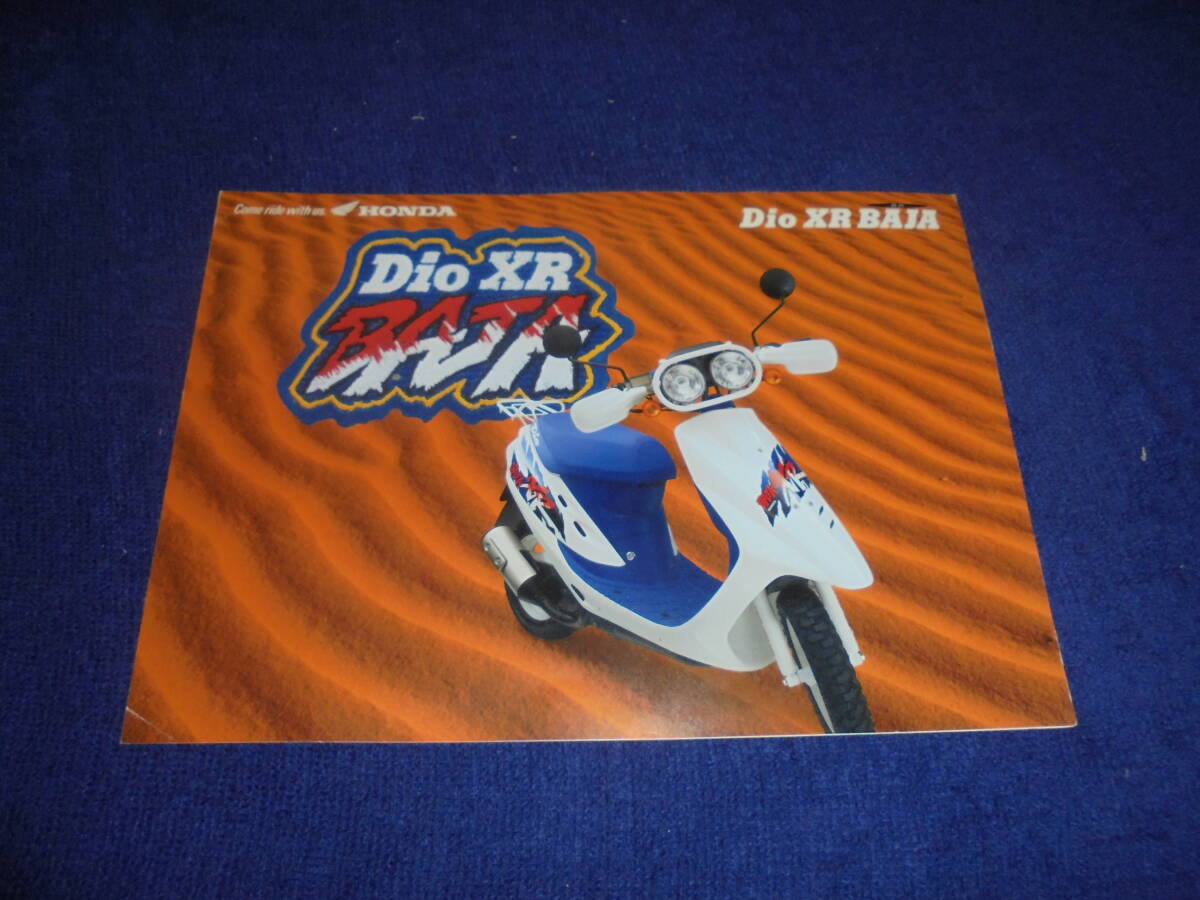 Come ride with us. HONDA
Dio XR BAJA
Dio XR
BAJA